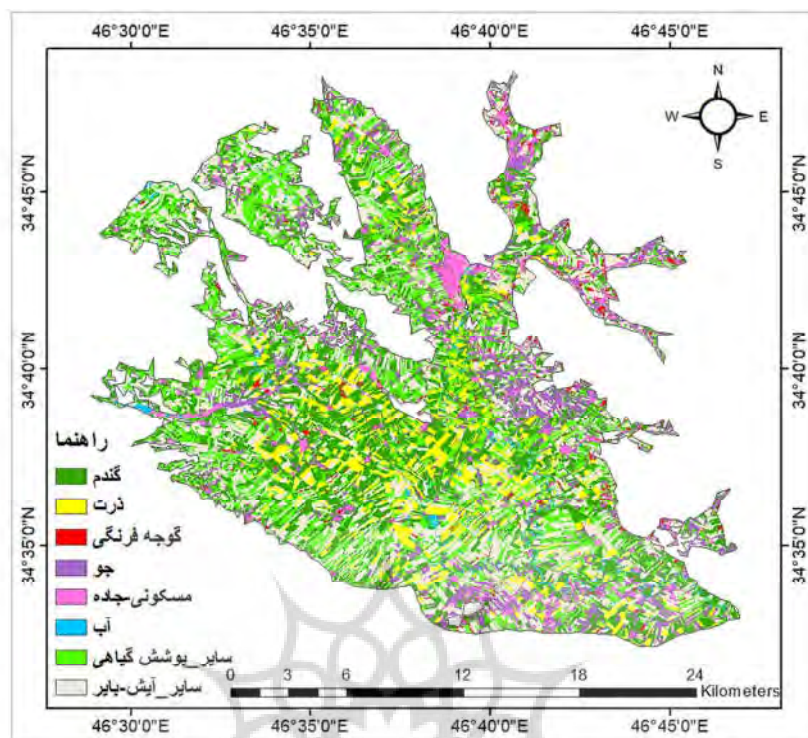 46°30'0"E 46°35'0"E 46°40'0"E 46°45'0"E
N
W E
S
34°45'0"N 34°45'0"N
34°40'0"N 34°40'0"N
راهنما
گندم
ذرت
گوجه فرنگی
جو
مسکونی-جاده
آب
سایر_پوشش گیاهی
سایر_آیش-بایر
34°35'0"N 34°35'0"N
0 3 6 12 18 24
Kilometers
46°30'0"E 46°35'0"E 46°40'0"E 46°45'0"E